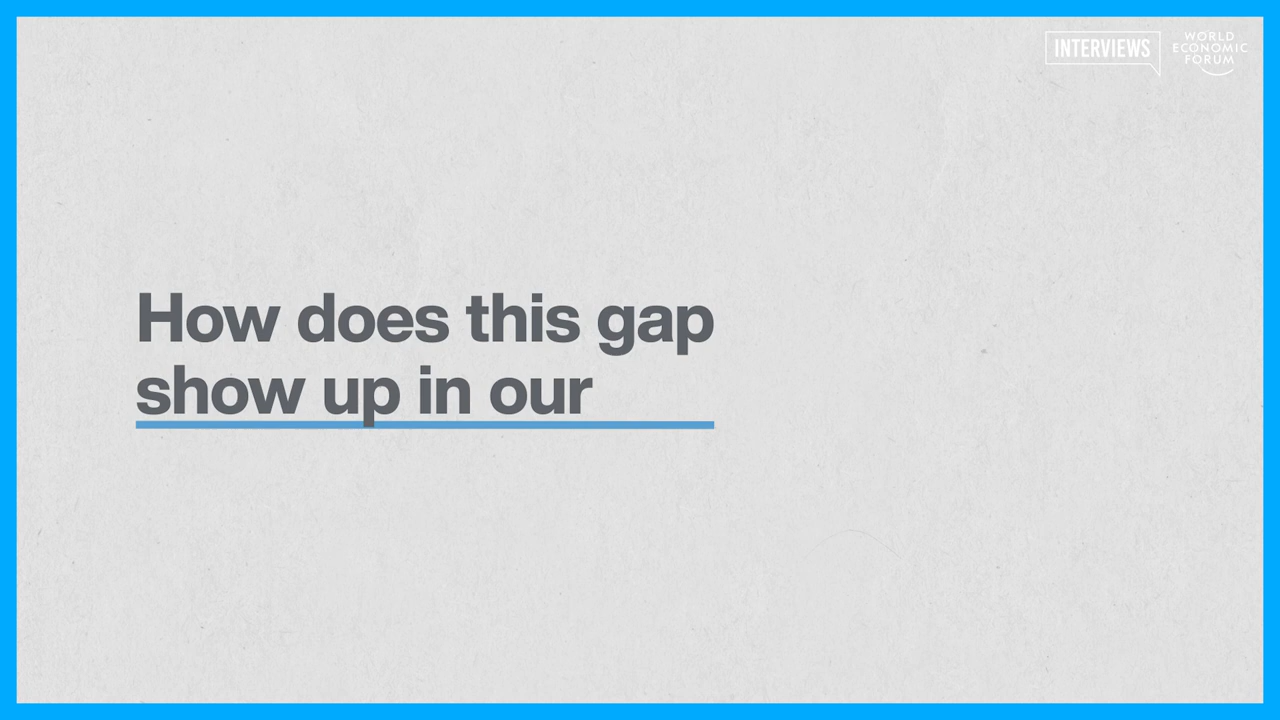 INTERVIEWS
WORLD
ECONOMIC
FORUM
How does this gap
show up in our